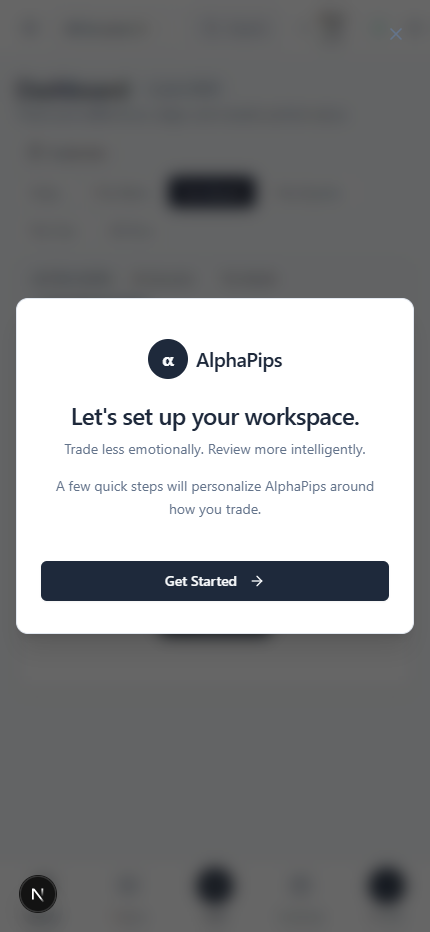 α AlphaPips
Let's set up your workspace.
Trade less emotionally. Review more intelligently.
A few quick steps will personalize AlphaPips around
how you trade.
Get Started →
N